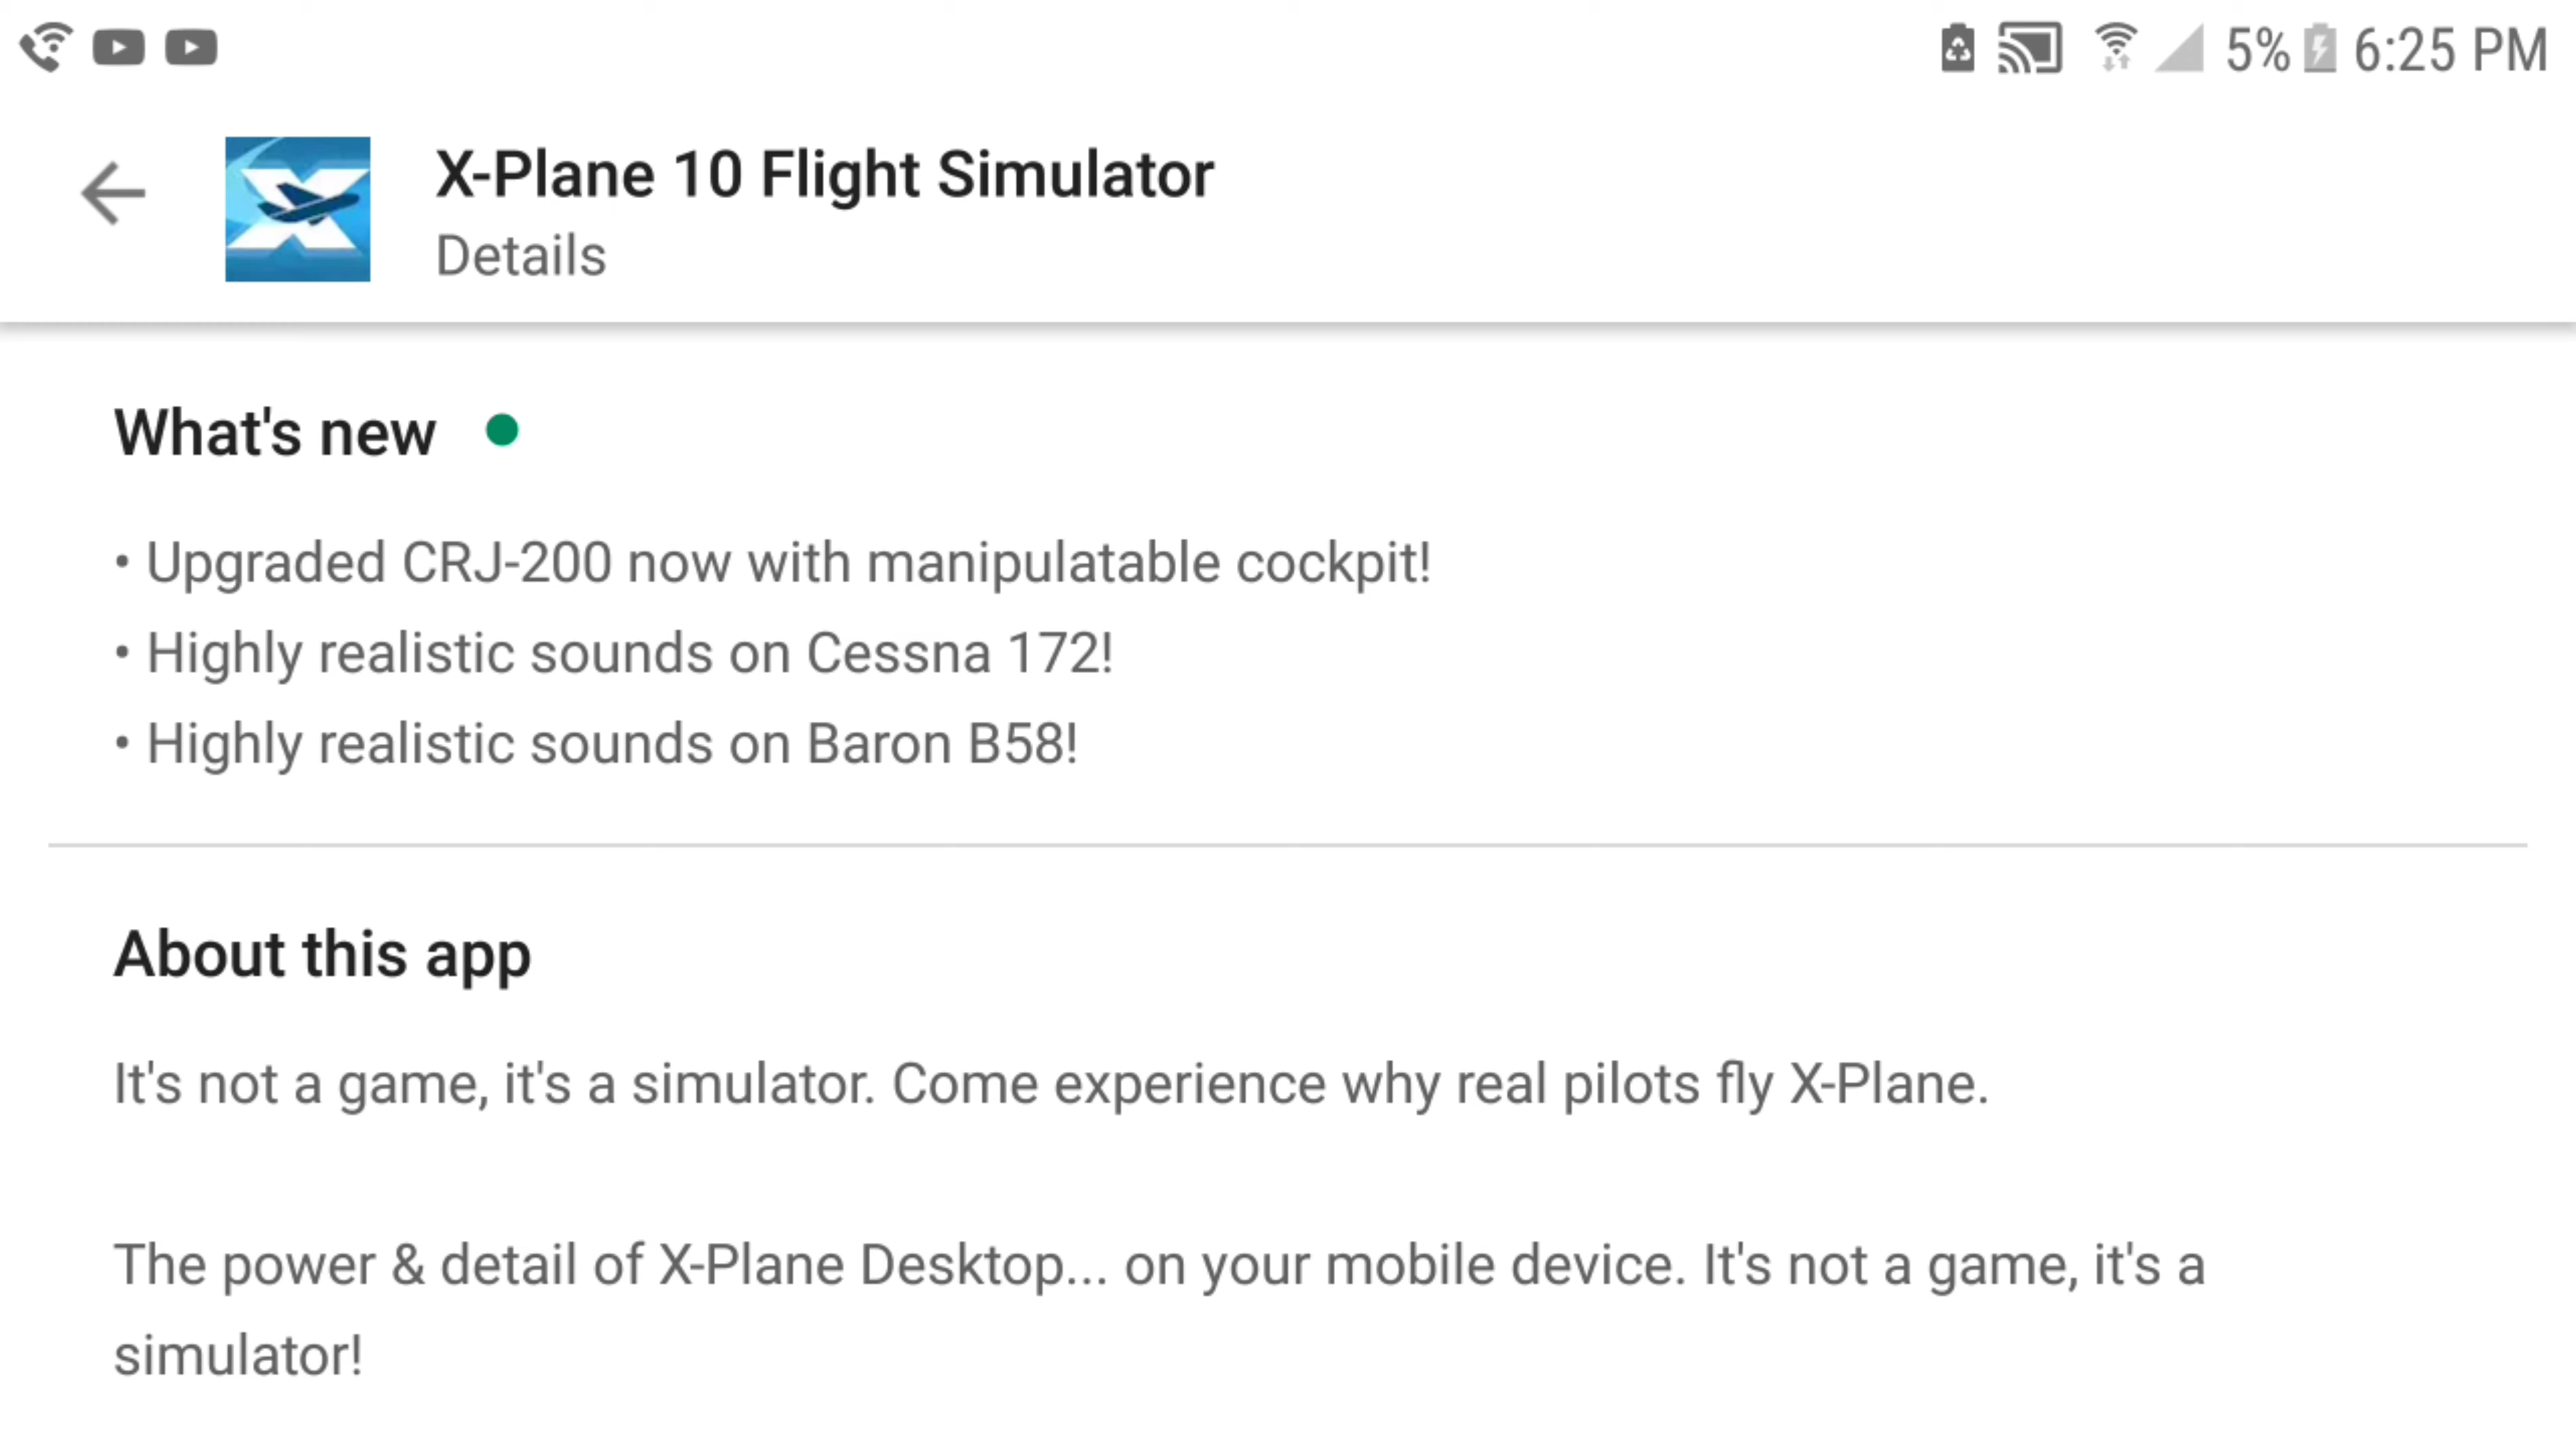 5% 6:25 PM
X-Plane 10 Flight Simulator
Details
What's new
• Upgraded CRJ-200 now with manipulatable cockpit!
• Highly realistic sounds on Cessna 172!
• Highly realistic sounds on Baron B58!
About this app
It's not a game, it's a simulator. Come experience why real pilots fly X-Plane.
The power & detail of X-Plane Desktop... on your mobile device. It's not a game, it's a
simulator!